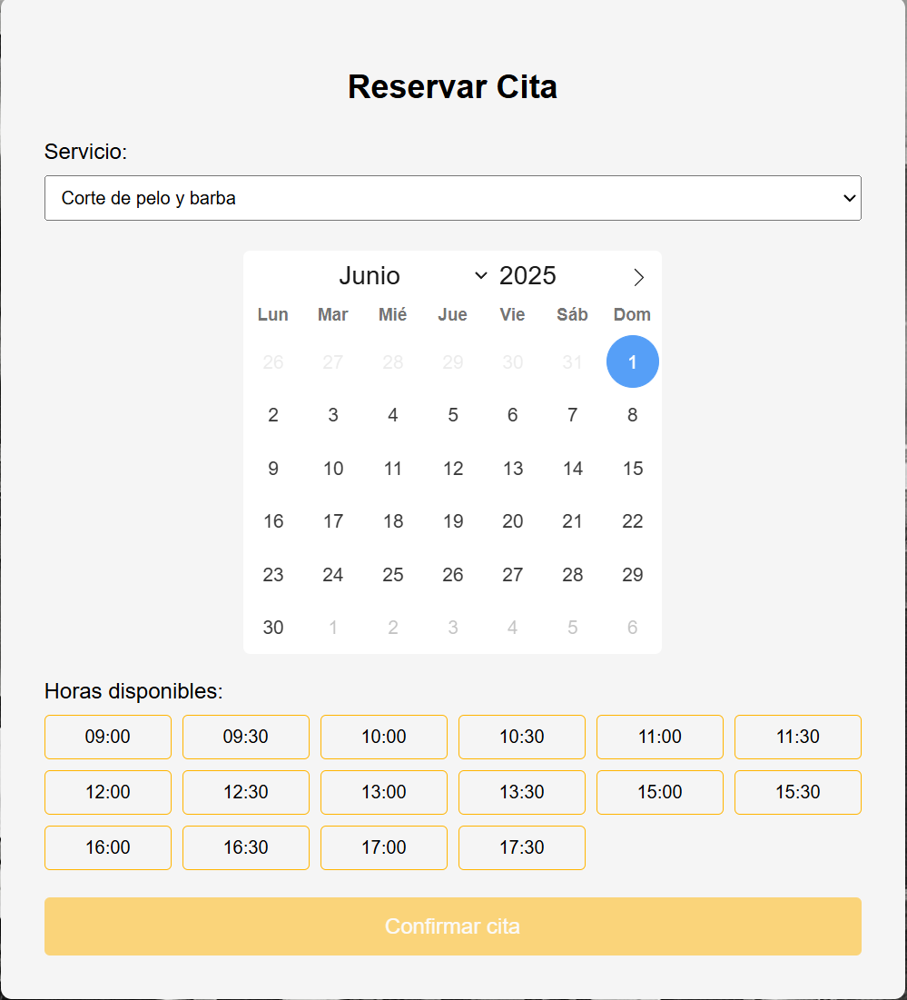 Reservar Cita
Servicio:
Corte de pelo y barba
Junio 2025
Lun Mar Mié Jue Vie Sáb Dom
26 27 28 29 30 31 1
2 3 4 5 6 7 8
9 10 11 12 13 14 15
16 17 18 19 20 21 22
23 24 25 26 27 28 29
30 1 2 3 4 5 6
Horas disponibles:
09:00 09:30 10:00 10:30 11:00 11:30
12:00 12:30 13:00 13:30 15:00 15:30
16:00 16:30 17:00 17:30
Confirmar cita